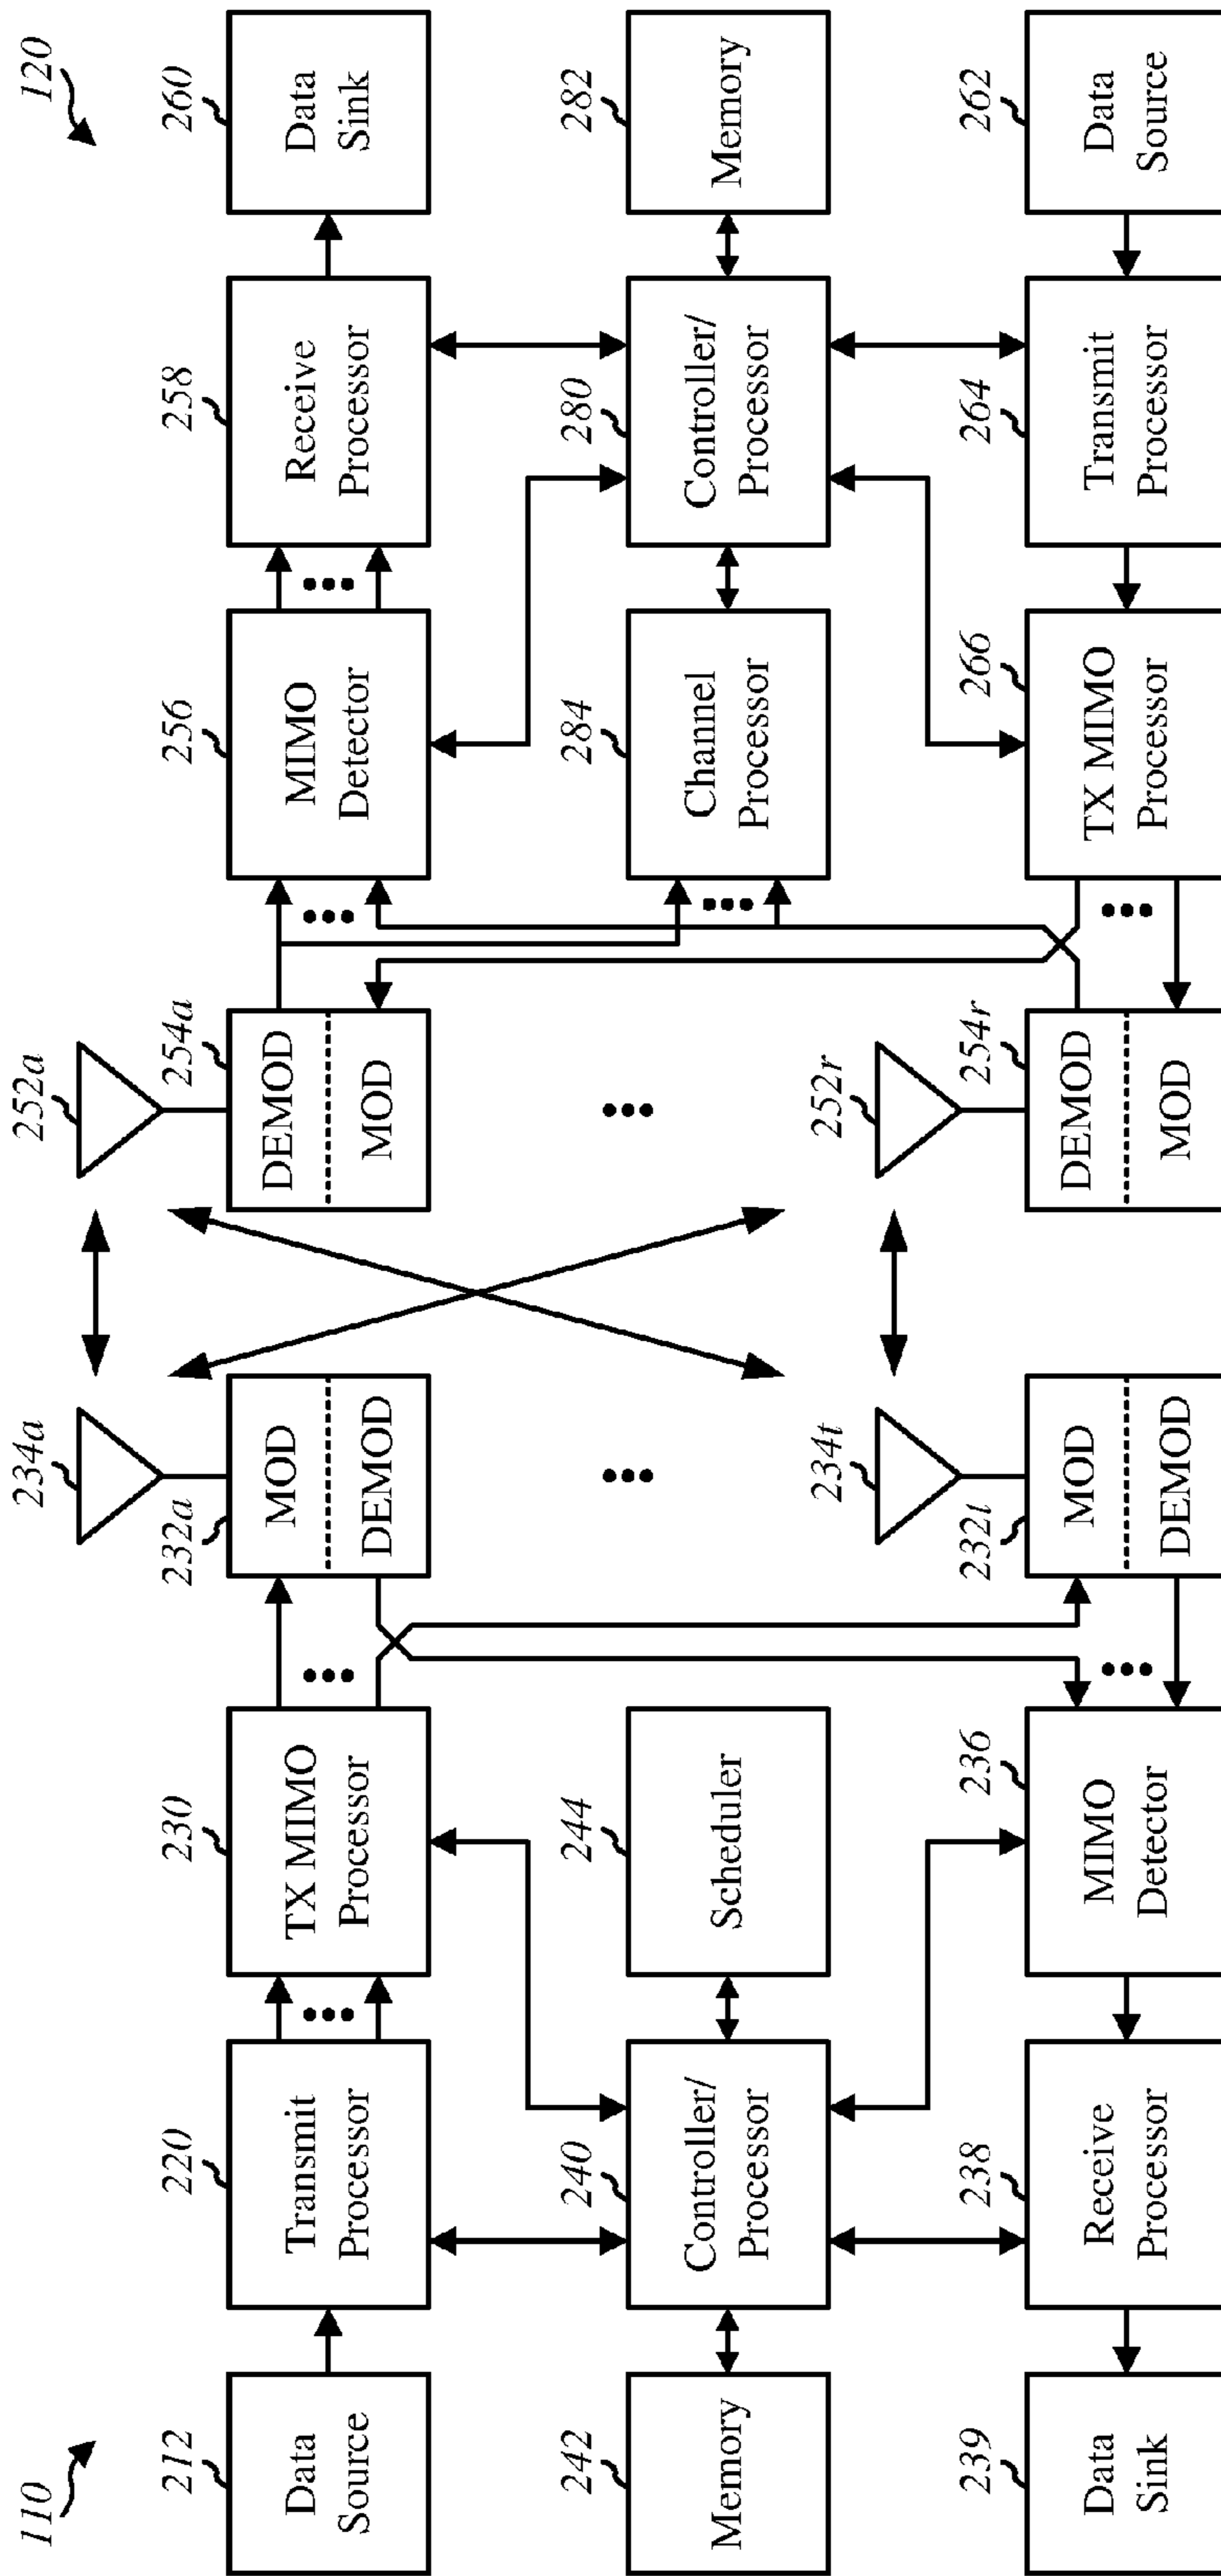 110
120
212
Data
Source
220
Transmit
Processor
230
TX MIMO
Processor
232a
MOD
DEMOD
234a
252a
254a
DEMOD
MOD
256
MIMO
Detector
258
Receive
Processor
260
Data
Sink
242
Memory
240
Controller/
Processor
244
Scheduler
284
Channel
Processor
280
Controller/
Processor
282
Memory
239
Data
Sink
238
Receive
Processor
236
MIMO
Detector
232t
MOD
DEMOD
234t
252r
254r
DEMOD
MOD
266
TX MIMO
Processor
264
Transmit
Processor
262
Data
Source